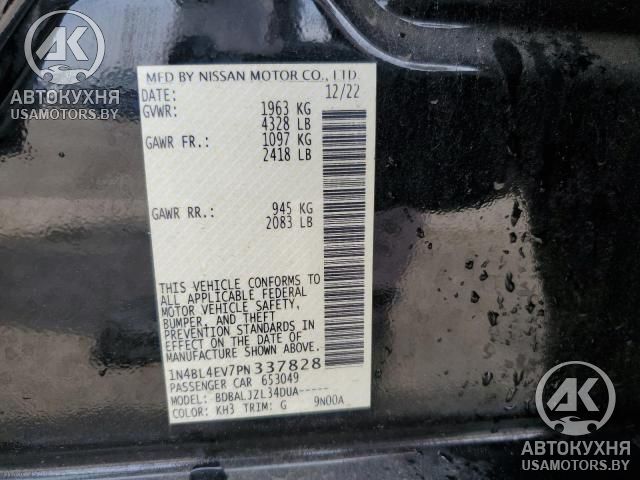 AK
АВТОКУХНЯ
USAMOTORS.BY
MFD BY NISSAN MOTOR CO., LTD
DATE: 12/22
GVWR: 1963 KG
4328 LB
GAWR FR.: 1097 KG
2418 LB
GAWR RR.: 945 KG
2083 LB
THIS VEHICLE CONFORMS TO
ALL APPLICABLE FEDERAL
MOTOR VEHICLE SAFETY,
BUMPER, AND THEFT
PREVENTION STANDARDS IN
EFFECT ON THE DATE OF
MANUFACTURE SHOWN ABOVE.
1N4BL4EV7PN337828
PASSENGER CAR 653049
MODEL: BDBALJZL34DUA-----
COLOR: KH3 TRIM: G 9N00A
AK
АВТОКУХНЯ
USAMOTORS.BY